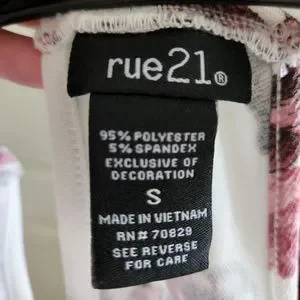 rue21®
95% POLYESTER
5% SPANDEX
EXCLUSIVE OF
DECORATION
S
MADE IN VIETNAM
RN# 70829
SEE REVERSE
FOR CARE